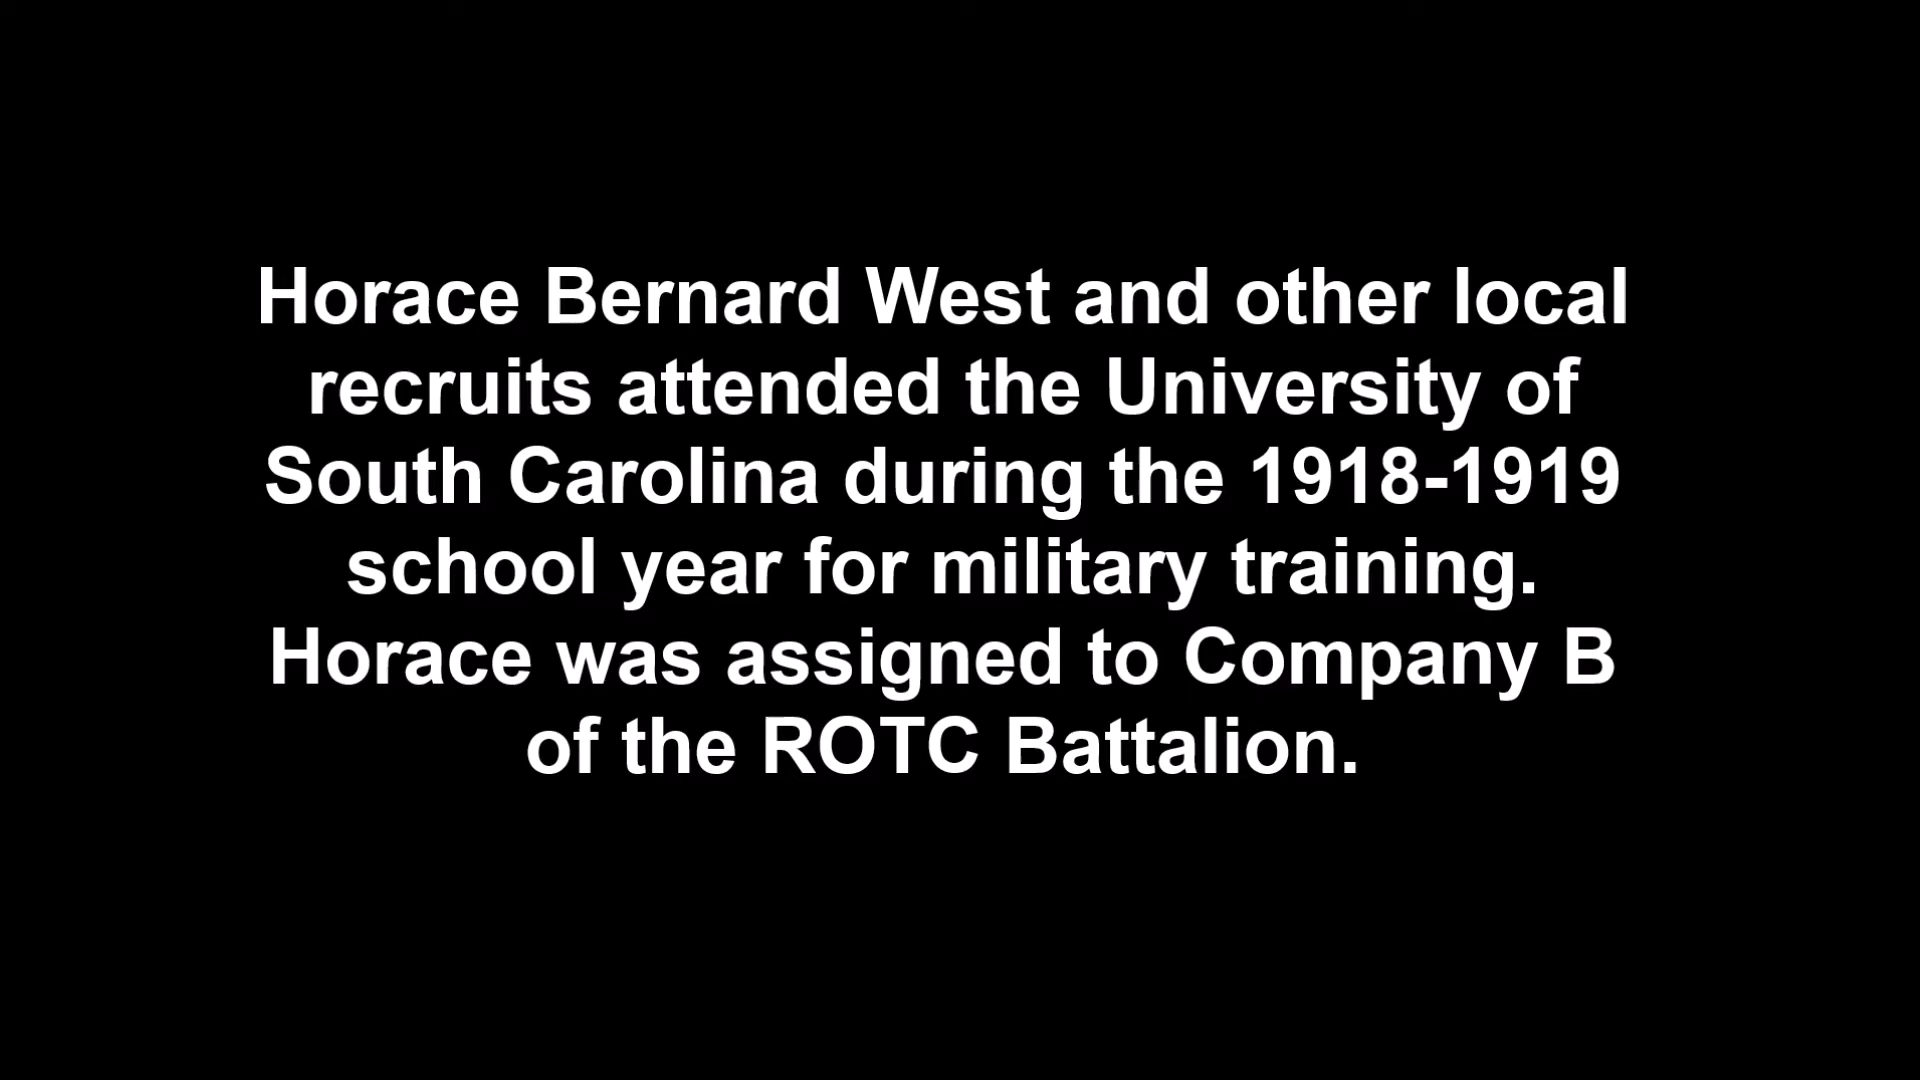 Horace Bernard West and other local
recruits attended the University of
South Carolina during the 1918-1919
school year for military training.
Horace was assigned to Company B
of the ROTC Battalion.